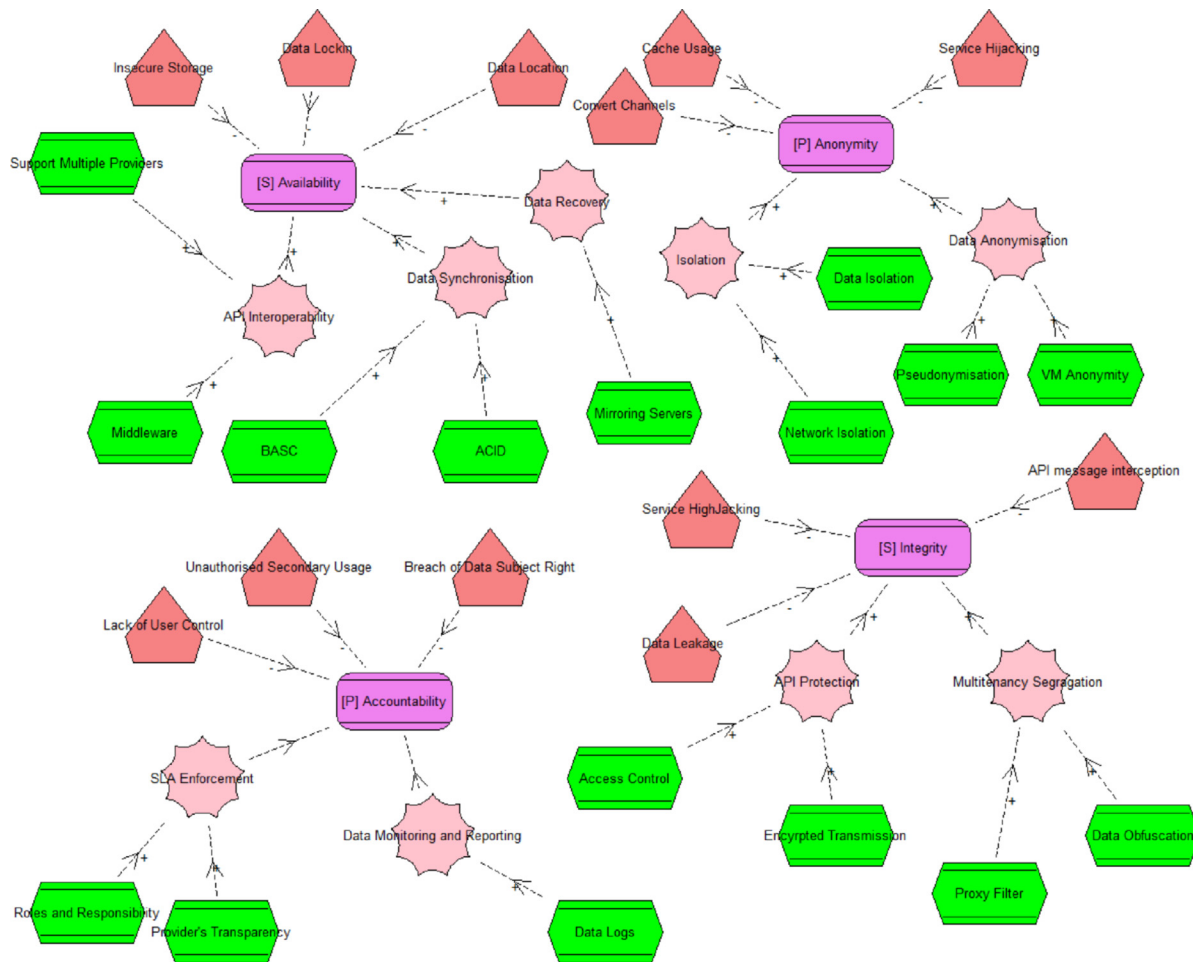 Data Lockin
Insecure Storage
Data Location
Support Multiple Providers
[S] Availability
Data Recovery
Data Synchronisation
API Interoperability
Middleware
BASC
ACID
Mirroring Servers
Cache Usage
Service Hijacking
Convert Channels
[P] Anonymity
Data Anonymisation
Isolation
Data Isolation
Pseudonymisation
VM Anonymity
Network Isolation
Unauthorised Secondary Usage
Breach of Data Subject Right
Lack of User Control
[P] Accountability
SLA Enforcement
Data Monitoring and Reporting
Roles and Responsibility
Provider's Transparency
Data Logs
API message interception
Service HighJacking
[S] Integrity
Data Leakage
API Protection
Multitenancy Segragation
Access Control
Encyrpted Transmission
Data Obfuscation
Proxy Filter